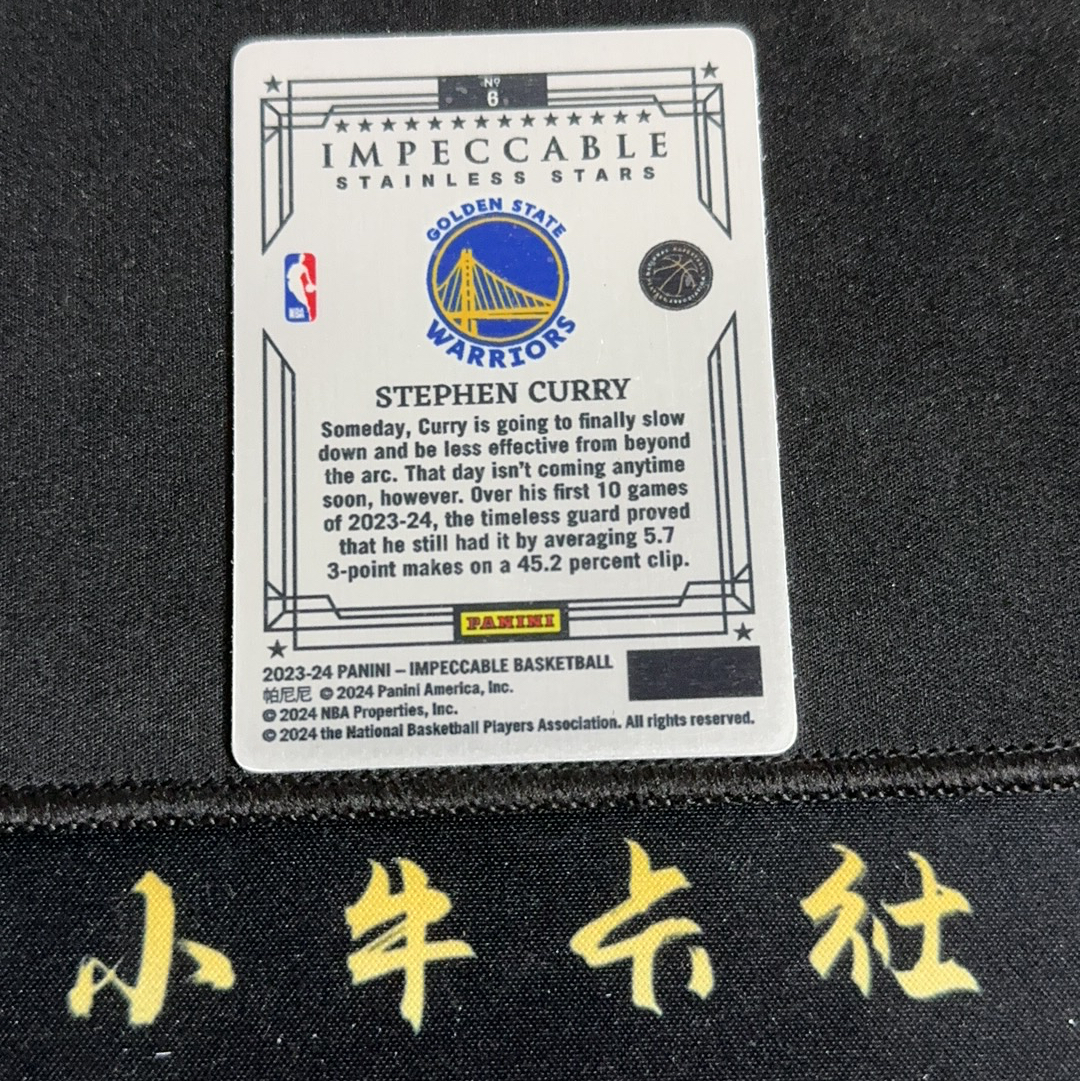 Nº
6
IMPECCABLE
STAINLESS STARS
GOLDEN STATE
WARRIORS
NBA
STEPHEN CURRY
Someday, Curry is going to finally slow
down and be less effective from beyond
the arc. That day isn't coming anytime
soon, however. Over his first 10 games
of 2023-24, the timeless guard proved
that he still had it by averaging 5.7
3-point makes on a 45.2 percent clip.
PANINI
2023-24 PANINI – IMPECCABLE BASKETBALL
帕尼尼 © 2024 Panini America, Inc.
© 2024 NBA Properties, Inc.
© 2024 the National Basketball Players Association. All rights reserved.
小牛卡社